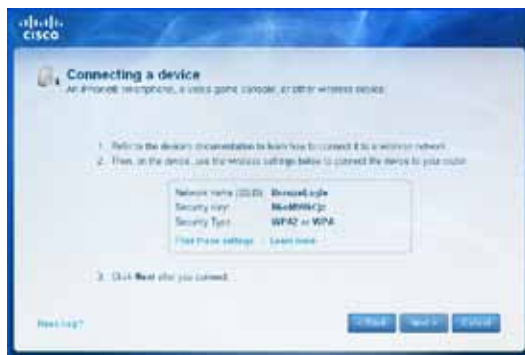 CISCO
Connecting a device
An iPhone® smartphone, a video game console, or other wireless device
1. Refer to the device's documentation to learn how to connect it to a wireless network.
2. Then, on the device, use the wireless settings below to connect the device to your router
Network name (SSID):
Security Key:
Security Type: WPA2 or WPA
Print these settings Learn more
3. Click Next after you connect.
Need help?
< Back Next > Cancel